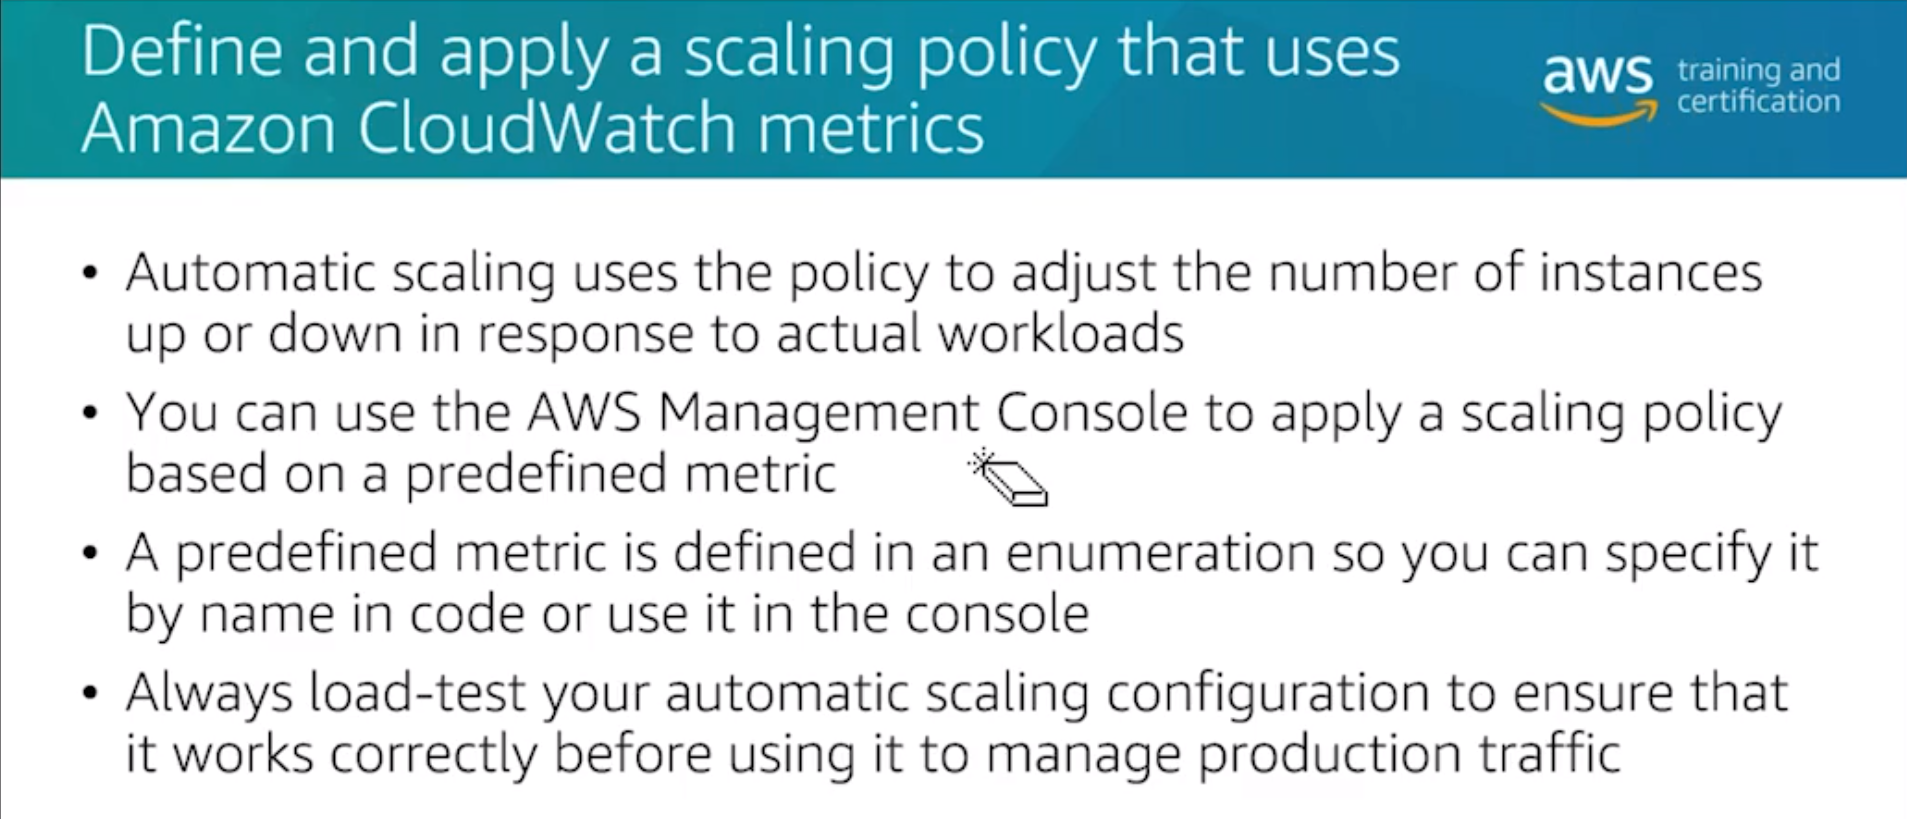 Define and apply a scaling policy that uses
Amazon CloudWatch metrics
aws training and
certification
• Automatic scaling uses the policy to adjust the number of instances
up or down in response to actual workloads
• You can use the AWS Management Console to apply a scaling policy
based on a predefined metric
• A predefined metric is defined in an enumeration so you can specify it
by name in code or use it in the console
• Always load-test your automatic scaling configuration to ensure that
it works correctly before using it to manage production traffic